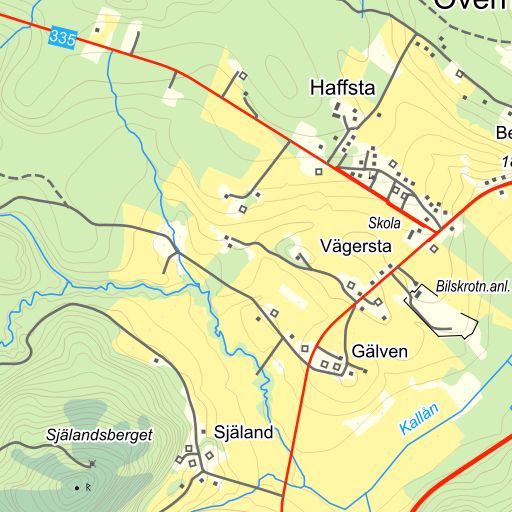 335
Haffsta
Skola
Vägersta
Bilskrotn.anl.
Gälven
Kallån
Själand
Själandsberget
R